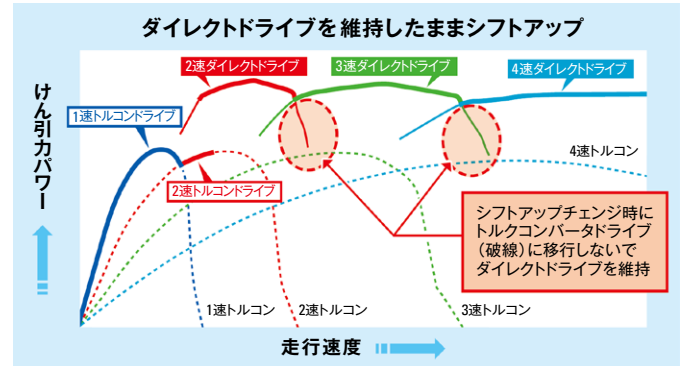 ダイレクトドライブを維持したままシフトアップ
2速ダイレクトドライブ
3速ダイレクトドライブ
4速ダイレクトドライブ
けん引力パワー
1速トルコンドライブ
4速トルコン
2速トルコンドライブ
シフトアップチェンジ時に
トルクコンバータドライブ
（破線）に移行しないで
ダイレクトドライブを維持
1速トルコン
2速トルコン
3速トルコン
走行速度